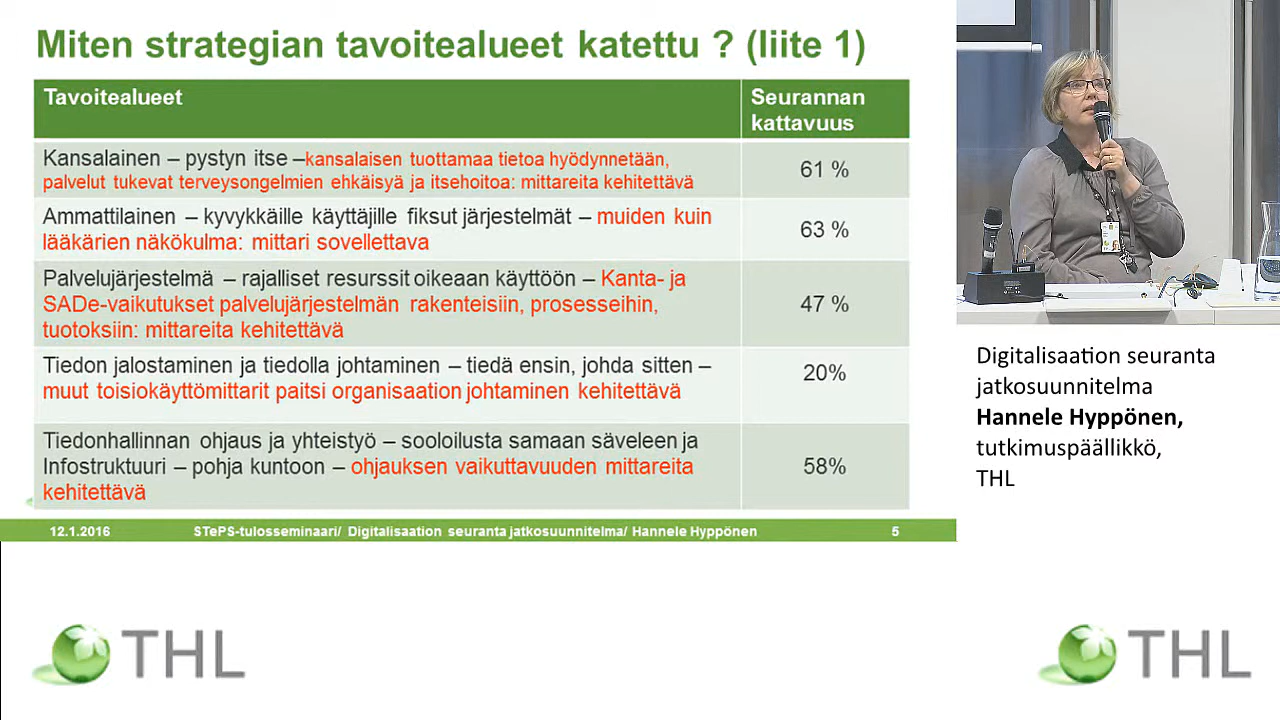 Miten strategian tavoitealueet katettu ? (liite 1)
Tavoitealueet
Seurannan
kattavuus
Kansalainen – pystyn itse –kansalaisen tuottamaa tietoa hyödynnetään,
palvelut tukevat terveysongelmien ehkäisyä ja itsehoitoa: mittareita kehitettävä
61 %
Ammattilainen – kyvykkäille käyttäjille fiksut järjestelmät – muiden kuin
lääkärien näkökulma: mittari sovellettava
63 %
Palvelujärjestelmä – rajalliset resurssit oikeaan käyttöön – Kanta- ja
SADe-vaikutukset palvelujärjestelmän rakenteisiin, prosesseihin,
tuotoksiin: mittareita kehitettävä
47 %
Tiedon jalostaminen ja tiedolla johtaminen – tiedä ensin, johda sitten –
muut toisiokäyttömittarit paitsi organisaation johtaminen kehitettävä
20%
Tiedonhallinnan ohjaus ja yhteistyö – sooloilusta samaan säveleen ja
Infostruktuuri – pohja kuntoon – ohjauksen vaikuttavuuden mittareita
kehitettävä
58%
12.1.2016 STePS-tulosseminaari/ Digitalisaation seuranta jatkosuunnitelma/ Hannele Hyppönen 5
Digitalisaation seuranta
jatkosuunnitelma
Hannele Hyppönen,
tutkimuspäällikkö,
THL
THL
THL